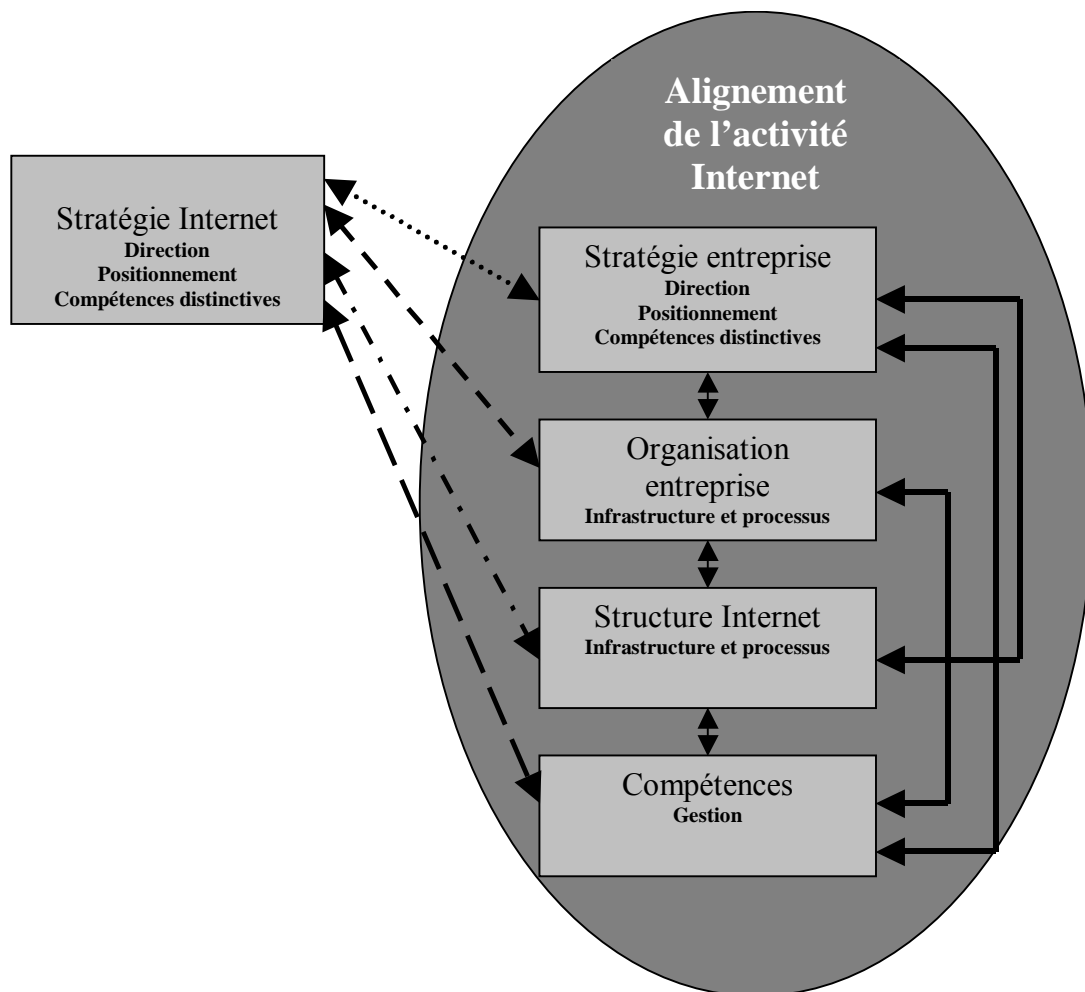 Alignement
de l’activité
Internet
Stratégie Internet
Direction
Positionnement
Compétences distinctives
Stratégie entreprise
Direction
Positionnement
Compétences distinctives
Organisation
entreprise
Infrastructure et processus
Structure Internet
Infrastructure et processus
Compétences
Gestion